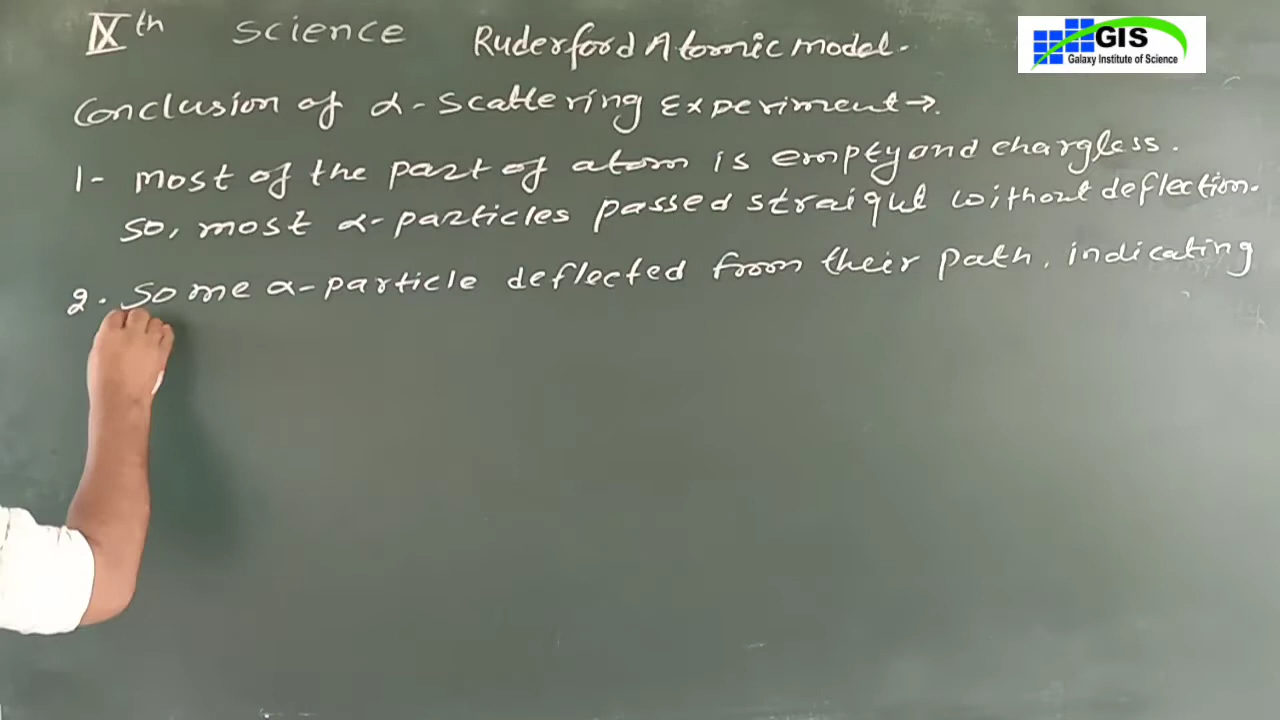 IXth science Ruderford Atomic model.
GIS
Galaxy Institute of Science
Conclusion of α-scattering Experiment→.
1- most of the part of atom is empty and chargless.
so, most α-particles passed straight without deflection.
2. some α-particle deflected from their path, indicating